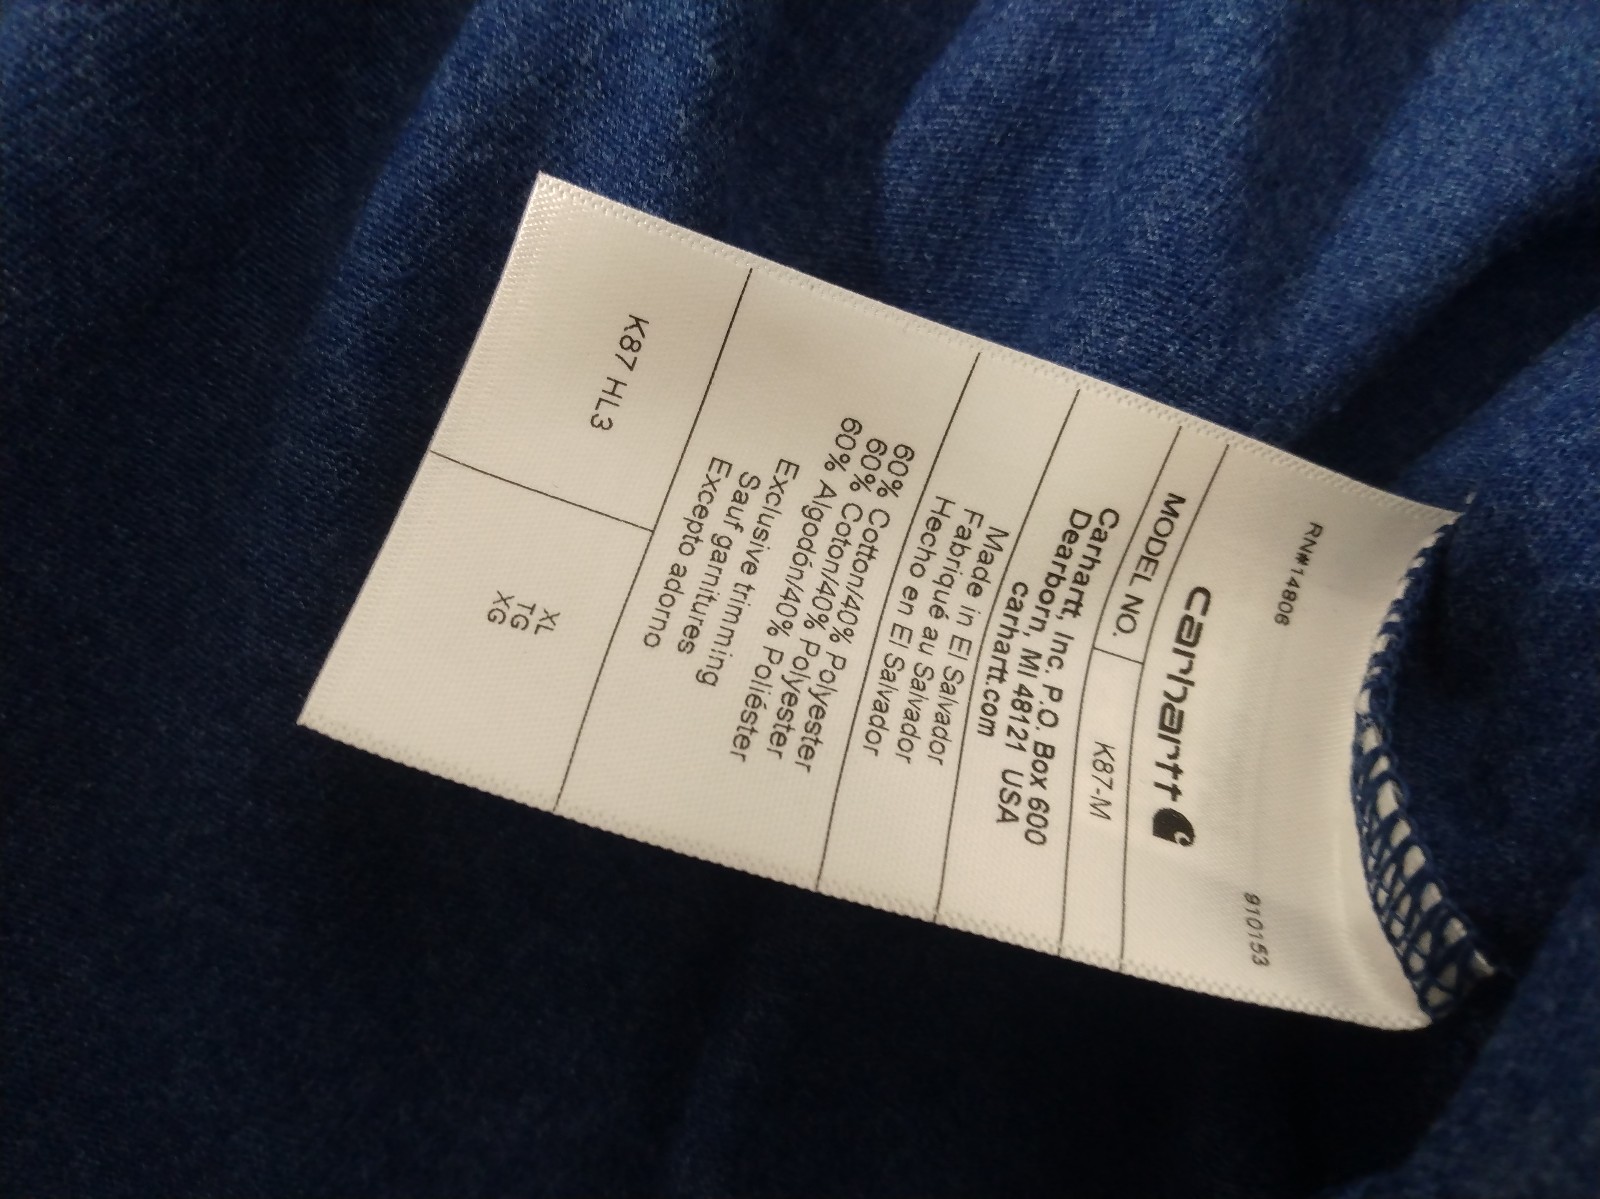 RN#14806
910153
carhartt
MODEL NO.
K87-M
Carhartt, Inc. P.O. Box 600
Dearborn, MI 48121 USA
carhartt.com
Made in El Salvador
Fabriqué au Salvador
Hecho en El Salvador
60% Cotton/40% Polyester
60% Coton/40% Polyester
60% Algodón/40% Poliéster
Exclusive trimming
Sauf garnitures
Excepto adorno
K87 HL3
XL
TG
XG